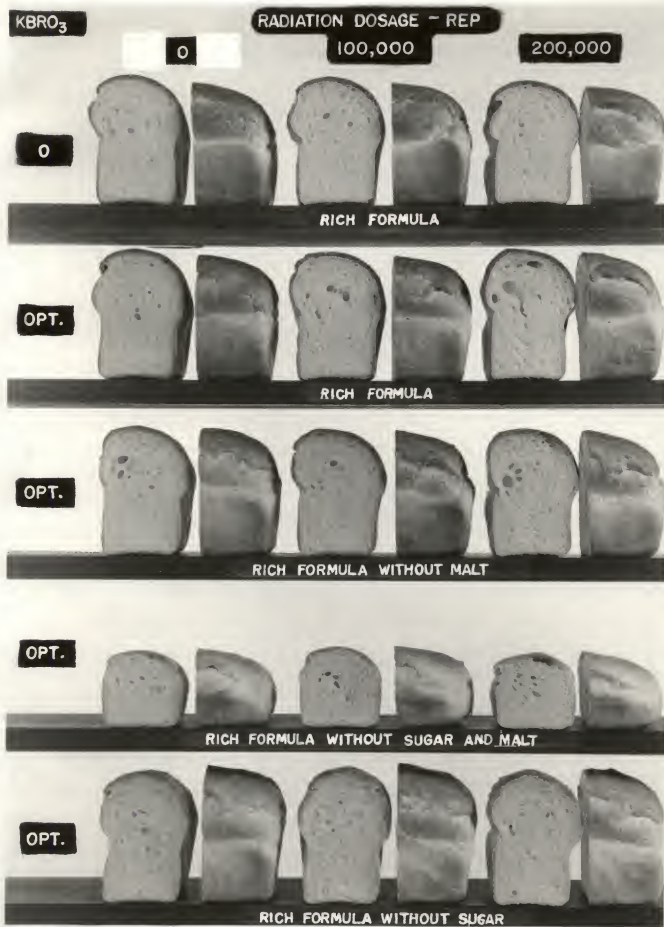 KBRO₃
RADIATION DOSAGE - REP
0 100,000 200,000
0
RICH FORMULA
OPT.
RICH FORMULA
OPT.
RICH FORMULA WITHOUT MALT
OPT.
RICH FORMULA WITHOUT SUGAR AND MALT
OPT.
RICH FORMULA WITHOUT SUGAR